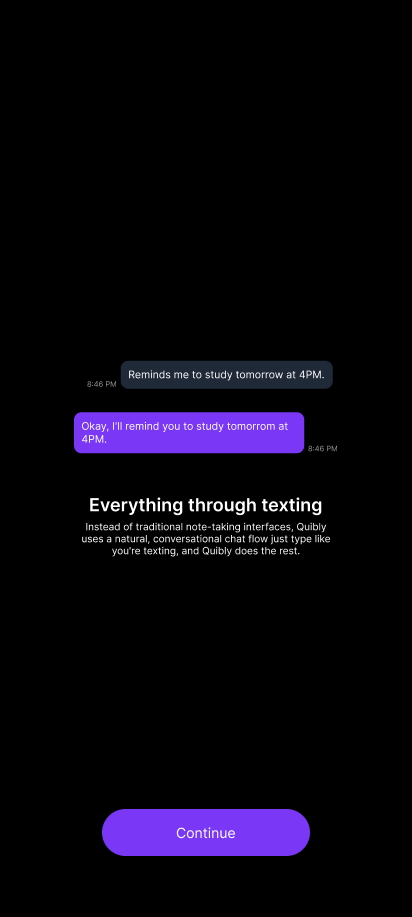 Reminds me to study tomorrow at 4PM.
8:46 PM
Okay, I'll remind you to study tomorrom at
4PM.
8:46 PM
Everything through texting
Instead of traditional note-taking interfaces, Quibly
uses a natural, conversational chat flow just type like
you're texting, and Quibly does the rest.
Continue